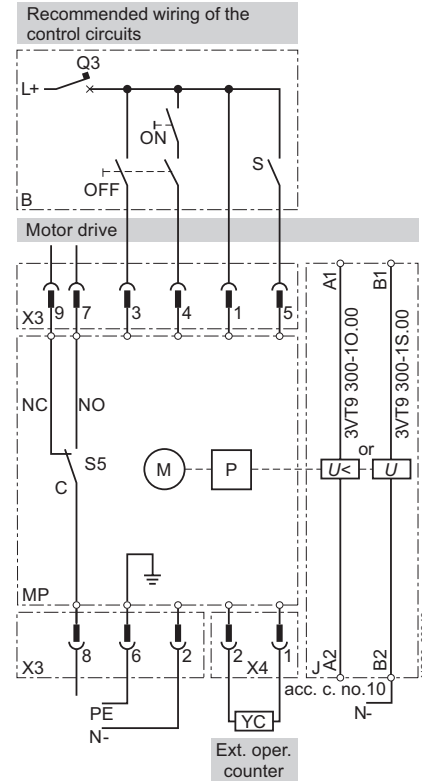 Recommended wiring of the
control circuits
Q3
L+
ON
S
OFF
B
Motor drive
X3
9
7
3
4
1
5
A1
B1
3VT9 300-1O.00
3VT9 300-1S.00
NC
NO
or
S5
M
P
U<
U
C
MP
X3
8
6
2
2
X4
1
J
A2
B2
acc. c. no.10
PE
N-
N-
YC
Ext. oper.
counter